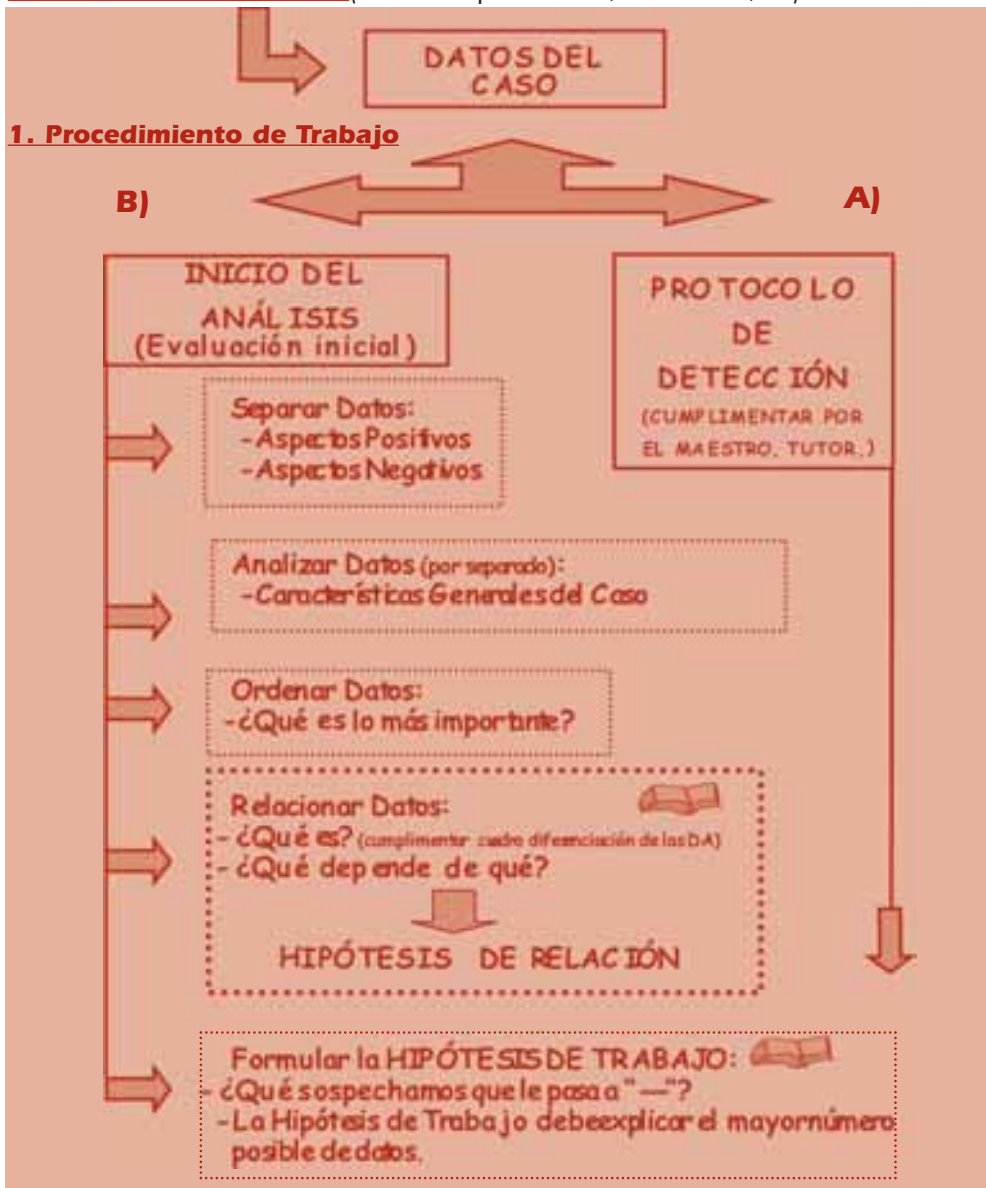 DATOS DEL
CASO
1. Procedimiento de Trabajo
B)
A)
INICIO DEL
ANÁLISIS
(Evaluación inicial)
PROTOCOLO
DE
DETECCIÓN
(CUMPLIMENTAR POR
EL MAESTRO, TUTOR,)
Separar Datos:
-Aspectos Positivos
-Aspectos Negativos
Analizar Datos (por separado):
-Características Generales del Caso
Ordenar Datos:
-¿Qué es lo más importante?
Relacionar Datos:
- ¿Qué es? (cumplimentar cuadro diferenciación de las DA)
- ¿Qué depende de qué?
HIPÓTESIS DE RELACIÓN
Formular la HIPÓTESIS DE TRABAJO:
- ¿Qué sospechamos que le pasa a "---"?
-La Hipótesis de Trabajo debe explicar el mayor número
posible de datos.